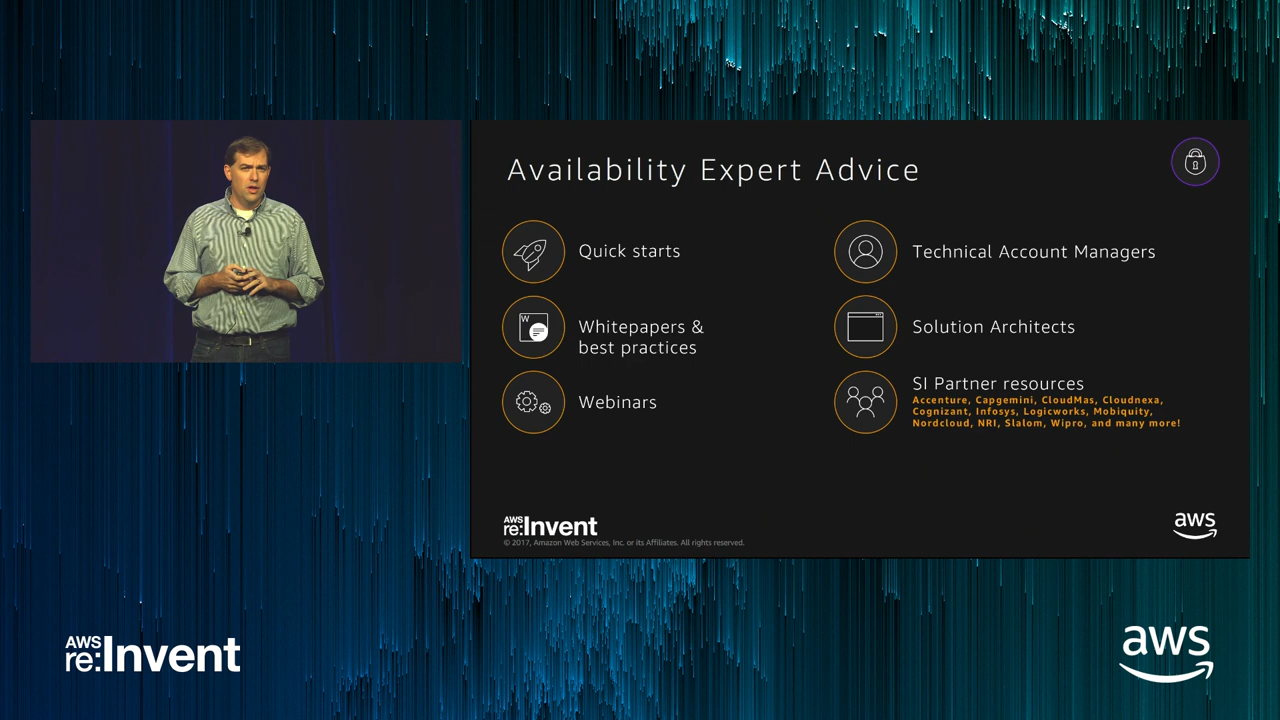 Availability Expert Advice
Quick starts
W
Whitepapers &
best practices
Webinars
Technical Account Managers
Solution Architects
SI Partner resources
Accenture, Capgemini, CloudMas, Cloudnexa,
Cognizant, Infosys, Logicworks, Mobiquity,
Nordcloud, NRI, Slalom, Wipro, and many more!
AWS
re:Invent
© 2017, Amazon Web Services, Inc. or its Affiliates. All rights reserved.
aws
AWS
re:Invent
aws